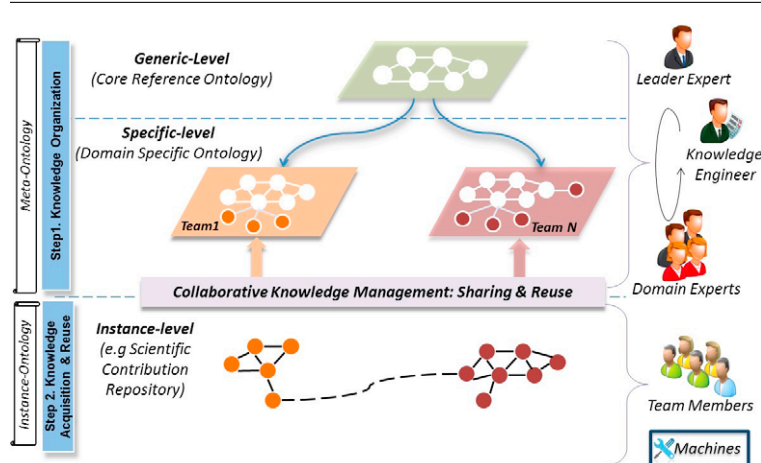 Meta-Ontology
Step1. Knowledge Organization
Generic-Level
(Core Reference Ontology)
Specific-level
(Domain Specific Ontology)
Team1
Team N
Leader Expert
Knowledge
Engineer
Domain Experts
Collaborative Knowledge Management: Sharing & Reuse
Instance-Ontology
Step 2. Knowledge
Acquisition & Reuse
Instance-level
(e.g Scientific
Contribution
Repository)
Team Members
Machines